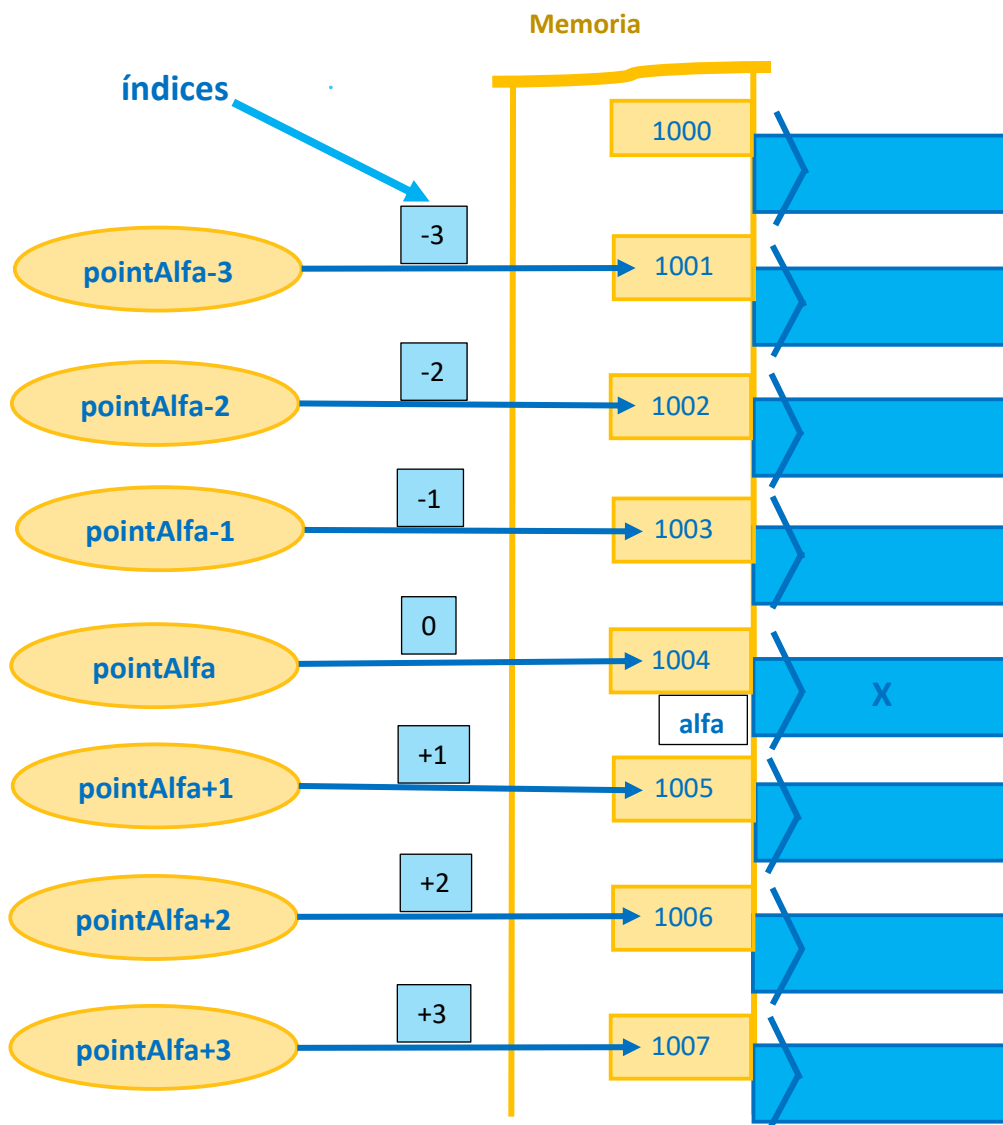 Memoria
índices
1000
-3
pointAlfa-3
1001
-2
pointAlfa-2
1002
-1
pointAlfa-1
1003
0
pointAlfa
1004
X
alfa
+1
pointAlfa+1
1005
+2
pointAlfa+2
1006
+3
pointAlfa+3
1007